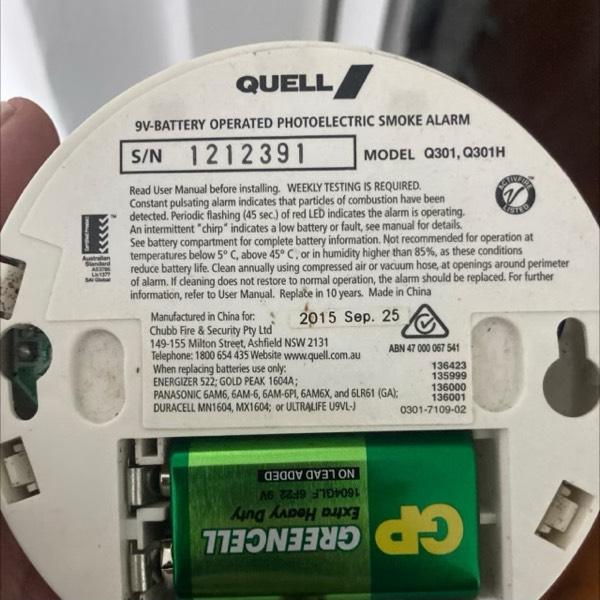 QUELL
9V-BATTERY OPERATED PHOTOELECTRIC SMOKE ALARM
S/N 1212391 MODEL Q301, Q301H
Read User Manual before installing. WEEKLY TESTING IS REQUIRED.
Constant pulsating alarm indicates that particles of combustion have been
detected. Periodic flashing (45 sec.) of red LED indicates the alarm is operating.
An intermittent "chirp" indicates a low battery or fault, see manual for details.
See battery compartment for complete battery information. Not recommended for operation at
temperatures below 5° C, above 45° C, or in humidity higher than 85%, as these conditions
reduce battery life. Clean annually using compressed air or vacuum hose, at openings around perimeter
of alarm. If cleaning does not restore to normal operation, the alarm should be replaced. For further
information, refer to User Manual. Replace in 10 years. Made in China
ACTIVFIRE
LISTED
Australian
Standard
AS3786
Lic1377
SAI Global
Manufactured in China for: 2015 Sep. 25
Chubb Fire & Security Pty Ltd
149-155 Milton Street, Ashfield NSW 2131
Telephone: 1800 654 435 Website www.quell.com.au
ABN 47 000 067 541
When replacing batteries use only:
ENERGIZER 522; GOLD PEAK 1604A;
PANASONIC 6AM6, 6AM-6, 6AM-6PI, 6AM6X, and 6LR61 (GA);
DURACELL MN1604, MX1604; or ULTRALIFE U9VL-J
136423
135999
136000
136001
0301-7109-02
GP
GREENCELL
Extra Heavy Duty
1604GLF 6F22 9V
NO LEAD ADDED